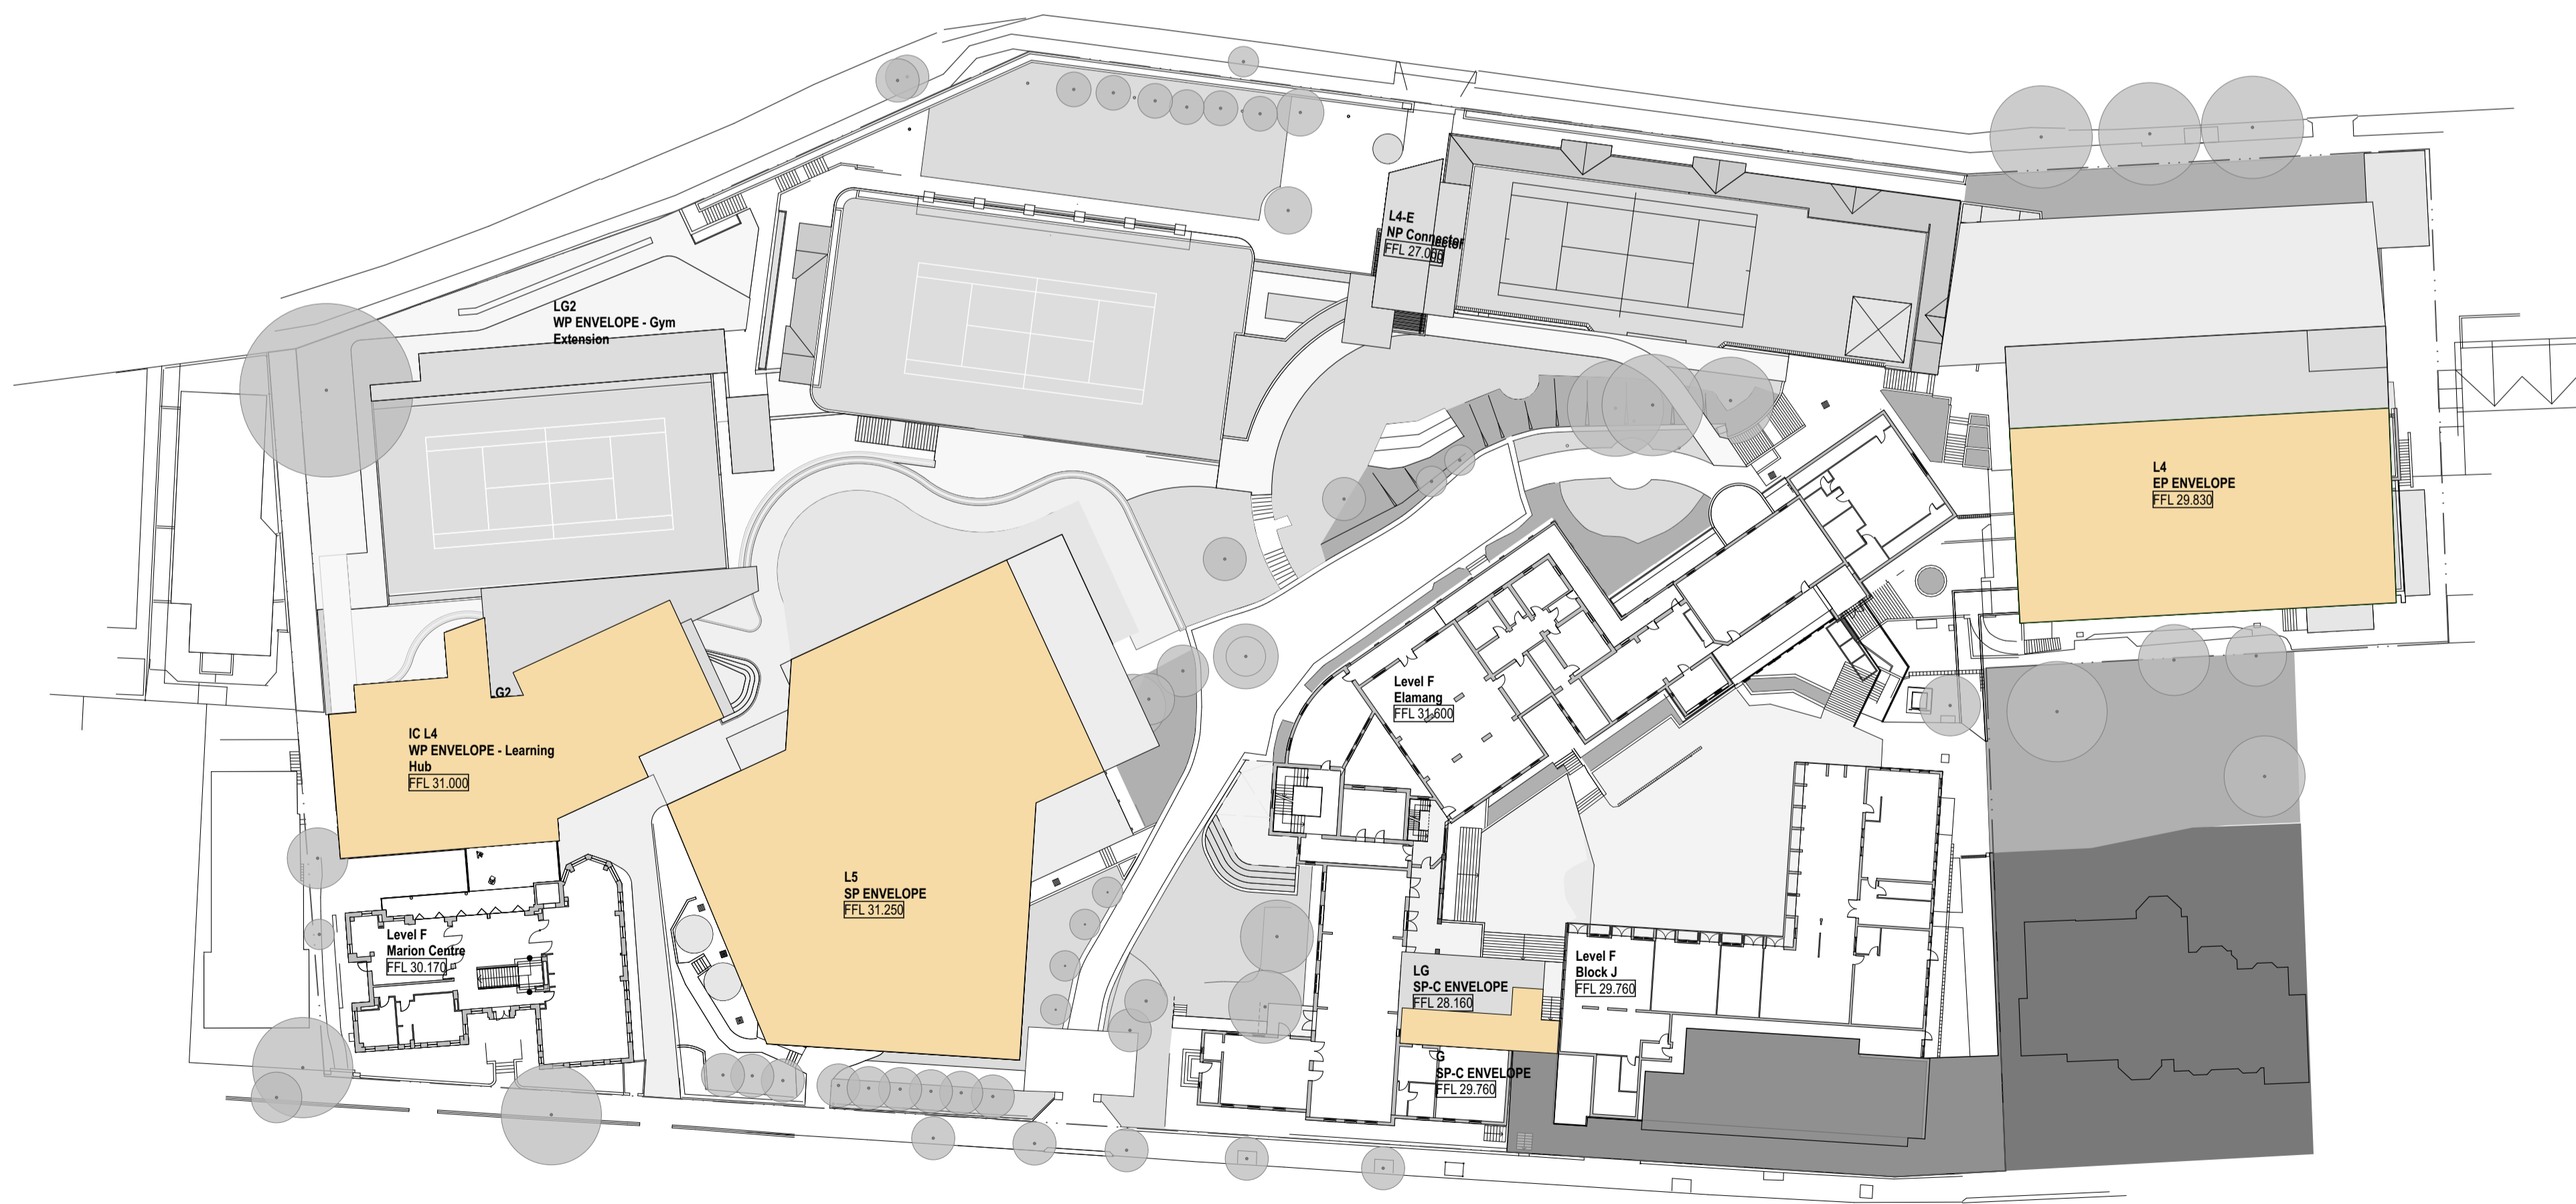 L4-E
NP Connector
FFL 27.0
LG2
WP ENVELOPE - Gym
Extension
L4
EP ENVELOPE
FFL 29.830
LG2
IC L4
WP ENVELOPE - Learning
Hub
FFL 31.000
Level F
Elamang
FFL 31.600
L5
SP ENVELOPE
FFL 31.250
Level F
Marion Centre
FFL 30.170
LG
SP-C ENVELOPE
FFL 28.160
Level F
Block J
FFL 29.760
G
SP-C ENVELOPE
FFL 29.760